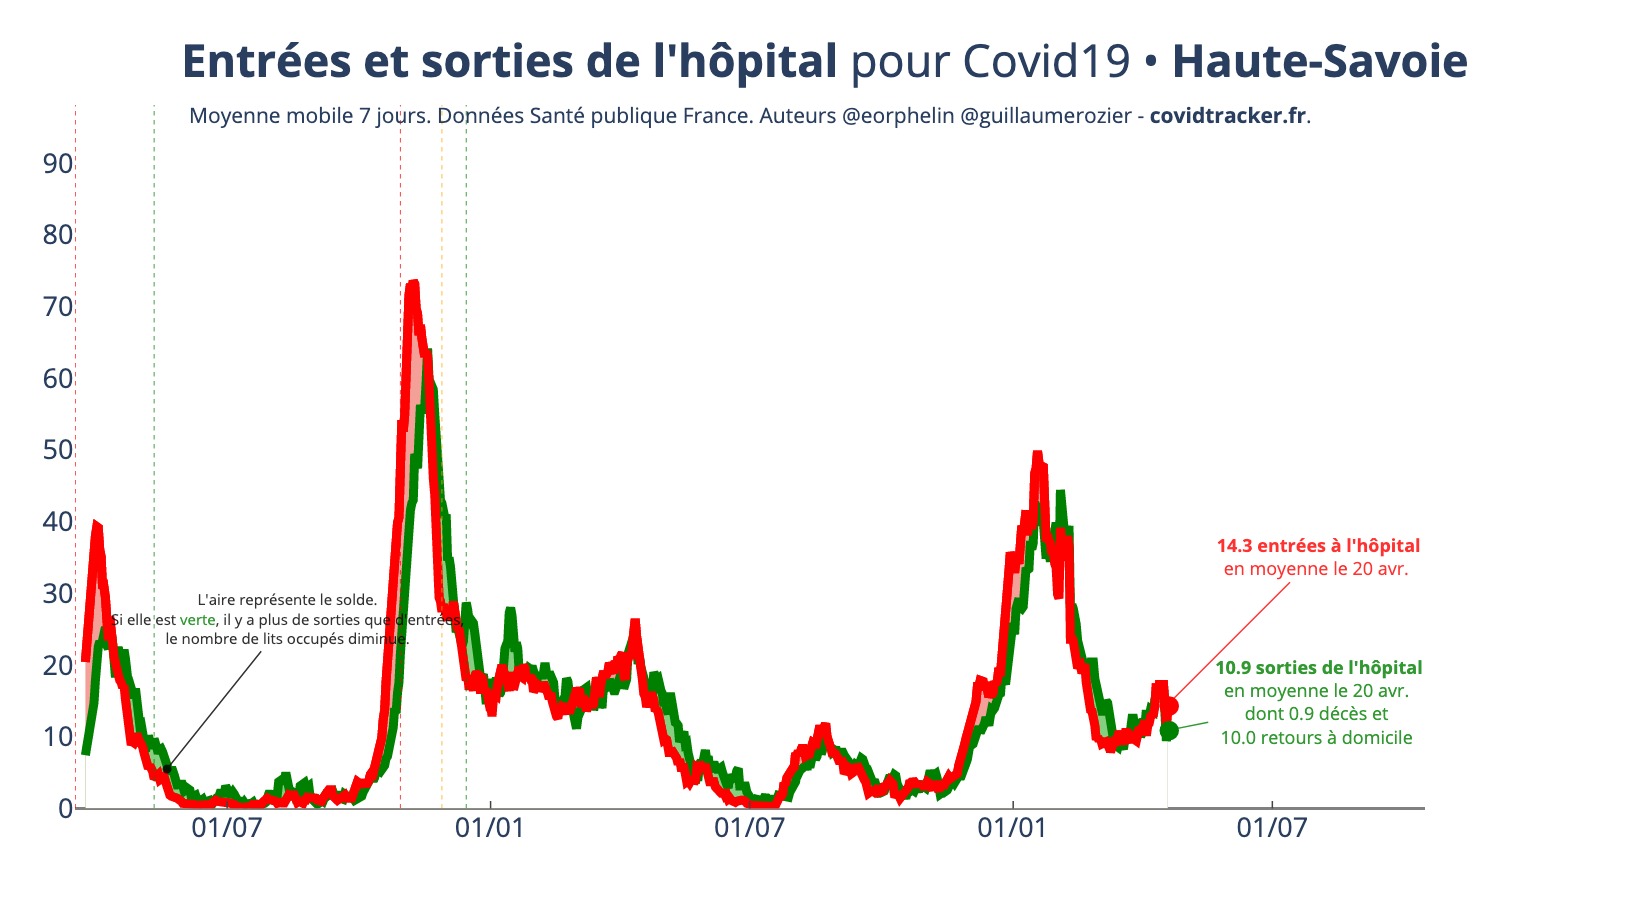 Entrées et sorties de l'hôpital pour Covid19 • Haute-Savoie
Moyenne mobile 7 jours. Données Santé publique France. Auteurs @eorphelin @guillaumerozier - covidtracker.fr.
90
80
70
60
50
40
30
20
10
0
L'aire représente le solde.
Si elle est verte, il y a plus de sorties que d'entrées,
le nombre de lits occupés diminue.
14.3 entrées à l'hôpital
en moyenne le 20 avr.
10.9 sorties de l'hôpital
en moyenne le 20 avr.
dont 0.9 décès et
10.0 retours à domicile
01/07
01/01
01/07
01/01
01/07